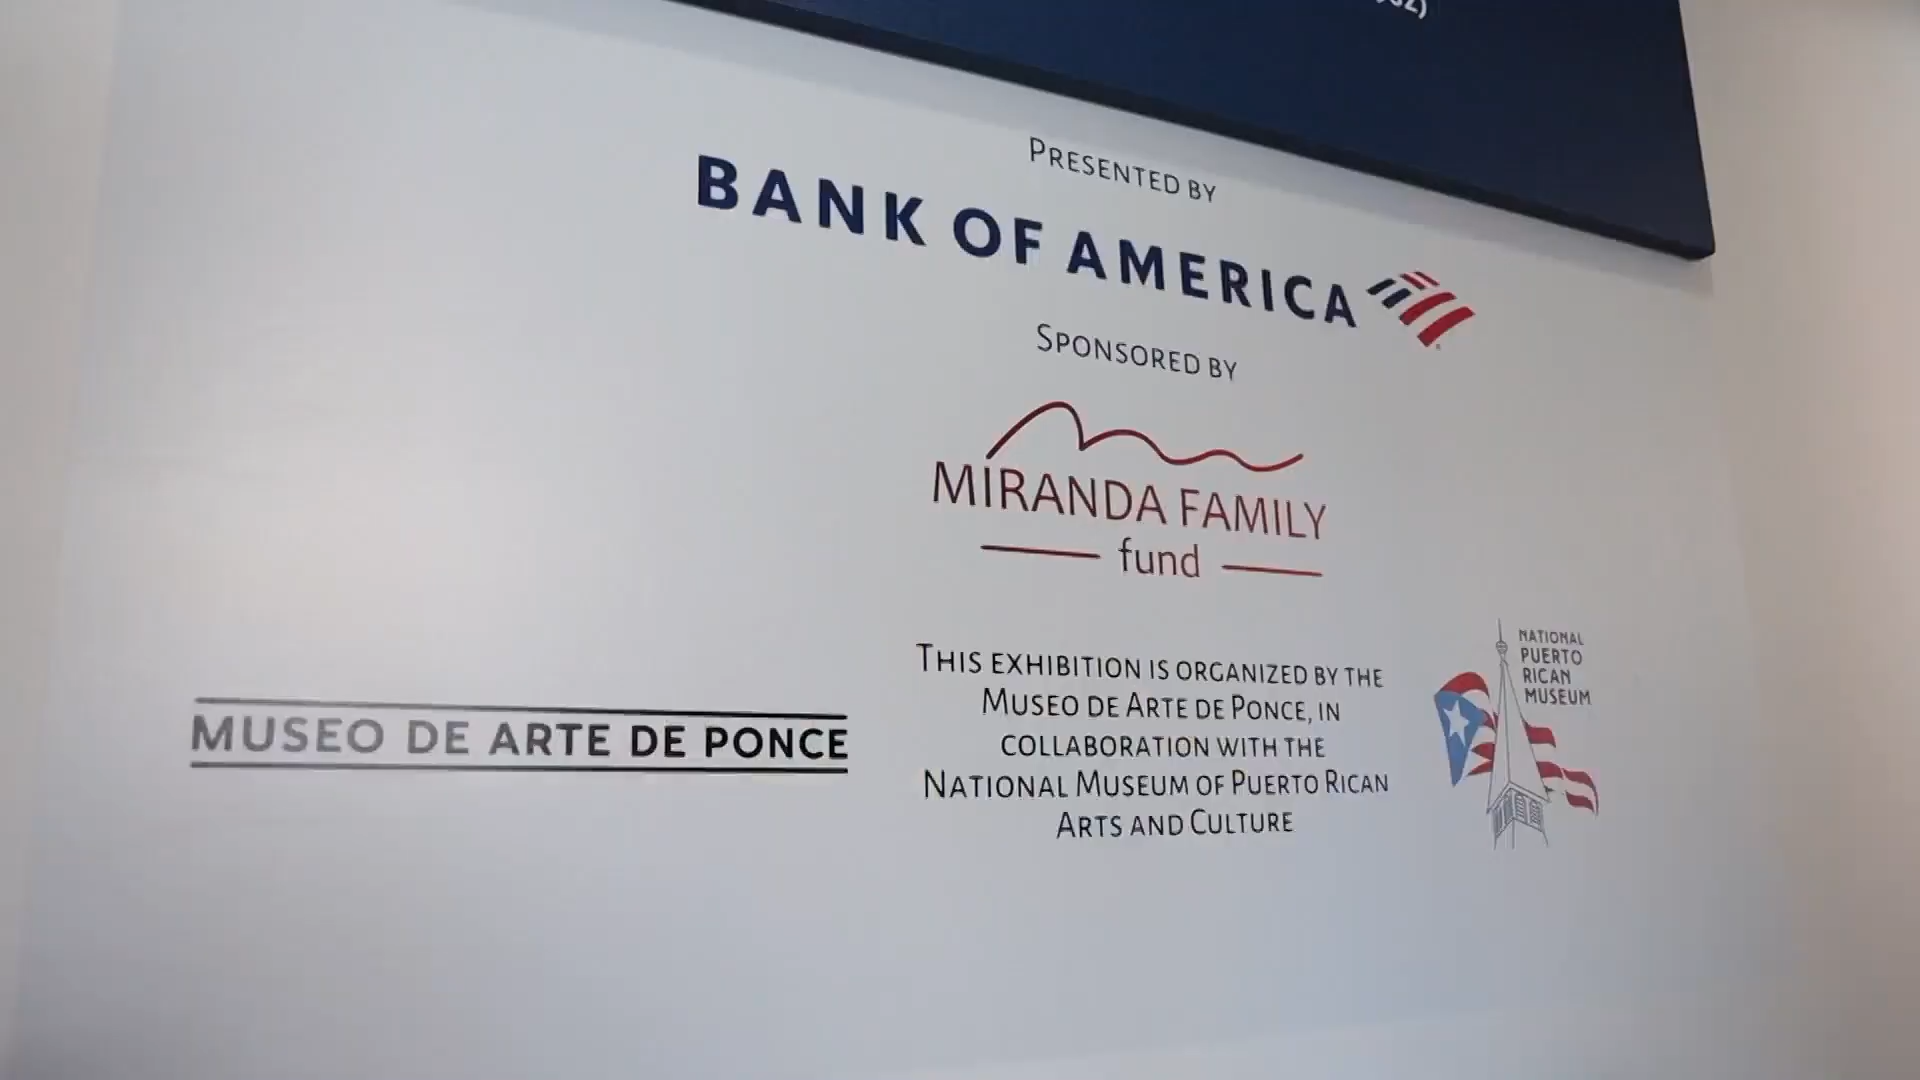 PRESENTED BY
BANK OF AMERICA
SPONSORED BY
MIRANDA FAMILY
fund
MUSEO DE ARTE DE PONCE
THIS EXHIBITION IS ORGANIZED BY THE
MUSEO DE ARTE DE PONCE, IN
COLLABORATION WITH THE
NATIONAL MUSEUM OF PUERTO RICAN
ARTS AND CULTURE
NATIONAL
PUERTO
RICAN
MUSEUM